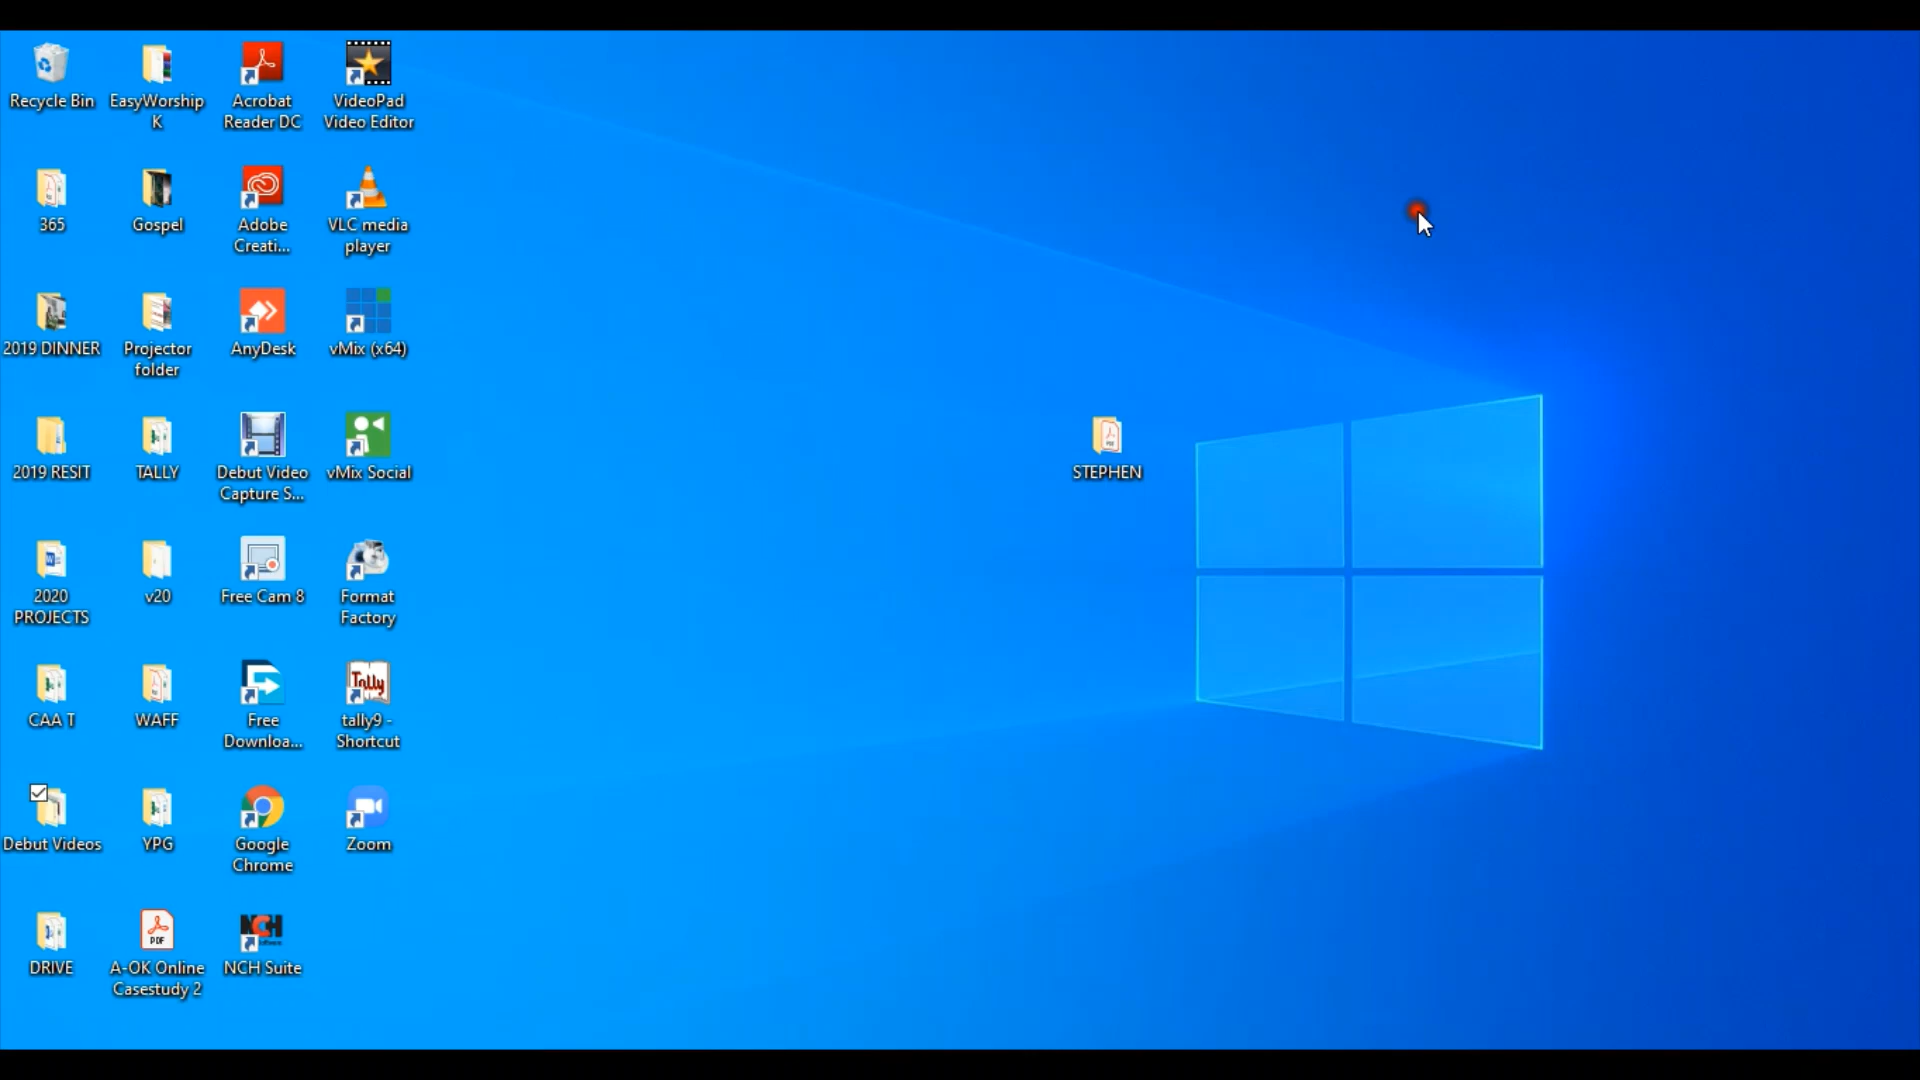 Recycle Bin
EasyWorship
K
Acrobat
Reader DC
VideoPad
Video Editor
365
Gospel
Adobe
Creati...
VLC media
player
2019 DINNER
Projector
folder
AnyDesk
vMix (x64)
2019 RESIT
TALLY
Debut Video
Capture S...
vMix Social
STEPHEN
2020
PROJECTS
v20
Free Cam 8
Format
Factory
CAA T
WAFF
Free
Downloa...
Tally
tally9 -
Shortcut
Debut Videos
YPG
Google
Chrome
Zoom
DRIVE
PDF
A-OK Online
Casestudy 2
NCH
NCH Suite